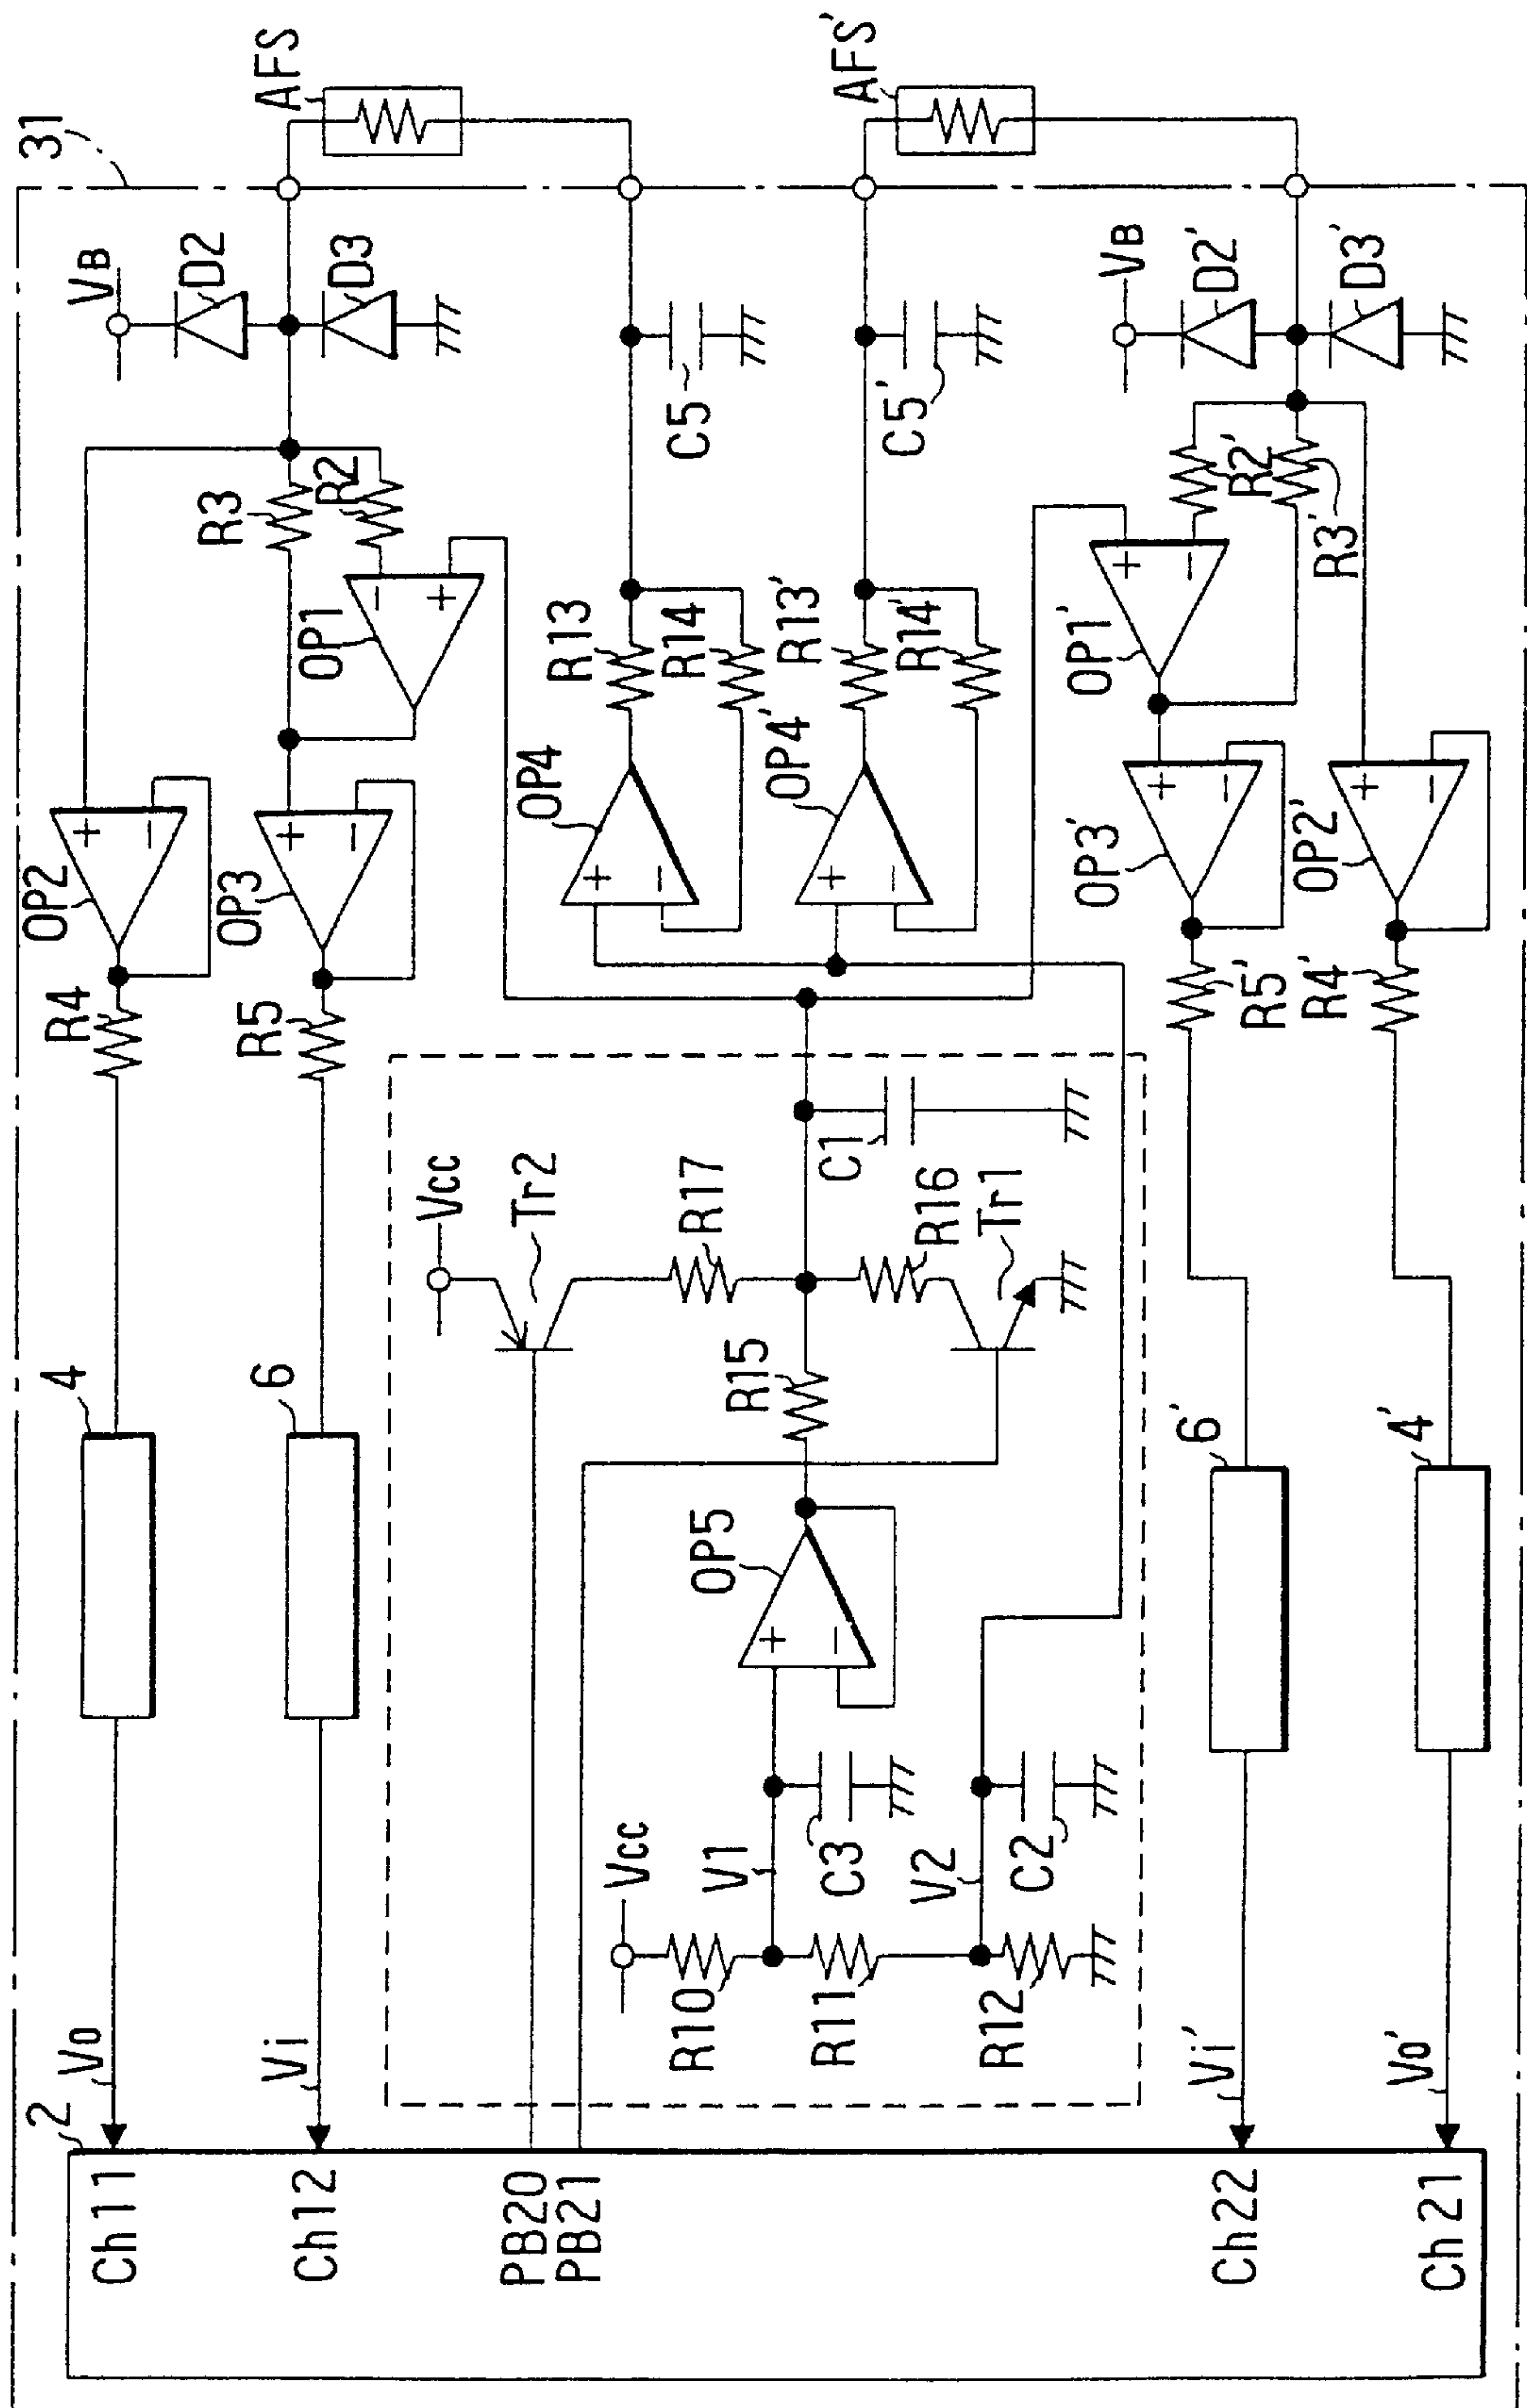 31
AFS
AFS'
VB
D2
D3
C5
C5'
VB
D2'
D3'
R3
R2
OP1
R13
R14
R13'
R14'
OP1'
R2'
R3'
OP2
OP3
OP4
OP4'
OP3'
OP2'
R4
R5
R5'
R4'
+
−
+
−
−
+
+
−
+
−
+
−
+
−
+
−
Vcc
Tr2
R17
C1
R16
Tr1
R15
OP5
+
−
4
6
6'
4'
Vcc
V1
C3
V2
C2
R10
R11
R12
Vo
Vi
Vi'
Vo'
2
Ch11
Ch12
PB20
PB21
Ch22
Ch21